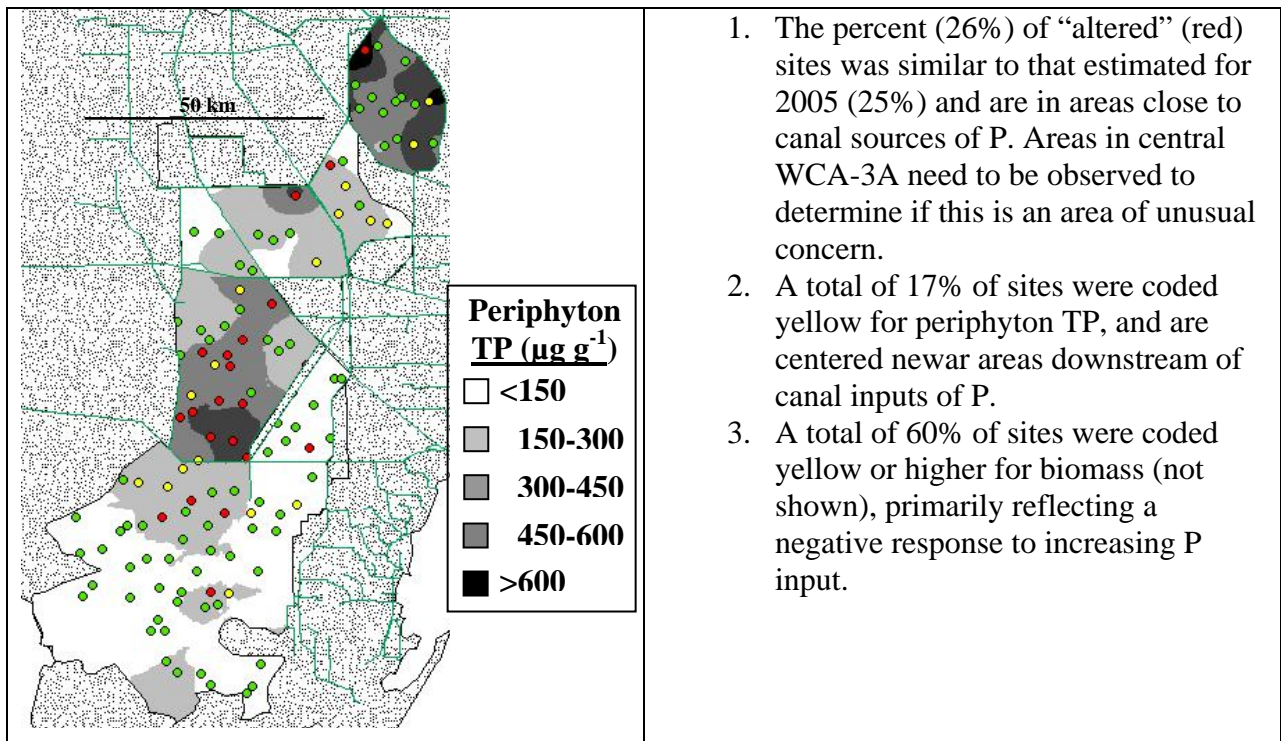 50 km
Periphyton
TP (µg g-1)
<150
150-300
300-450
450-600
>600
1. The percent (26%) of “altered” (red)
sites was similar to that estimated for
2005 (25%) and are in areas close to
canal sources of P. Areas in central
WCA-3A need to be observed to
determine if this is an area of unusual
concern.
2. A total of 17% of sites were coded
yellow for periphyton TP, and are
centered newar areas downstream of
canal inputs of P.
3. A total of 60% of sites were coded
yellow or higher for biomass (not
shown), primarily reflecting a
negative response to increasing P
input.